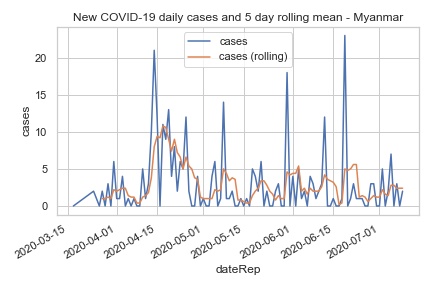 New COVID-19 daily cases and 5 day rolling mean - Myanmar
cases
cases (rolling)
cases
20
15
10
5
0
2020-03-15
2020-04-01
2020-04-15
2020-05-01
2020-05-15
2020-06-01
2020-06-15
2020-07-01
dateRep